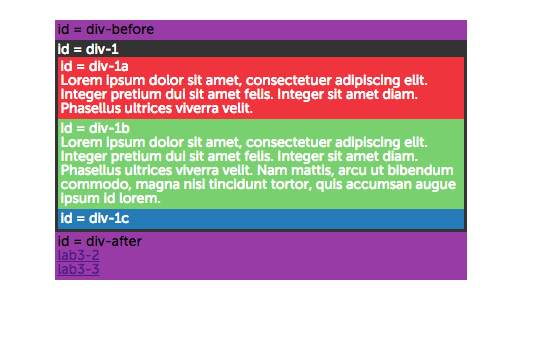 id = div-before
id = div-1
id = div-1a
Lorem ipsum dolor sit amet, consectetuer adipiscing elit.
Integer pretium dui sit amet felis. Integer sit amet diam.
Phasellus ultrices viverra velit.
id = div-1b
Lorem ipsum dolor sit amet, consectetuer adipiscing elit.
Integer pretium dui sit amet felis. Integer sit amet diam.
Phasellus ultrices viverra velit. Nam mattis, arcu ut bibendum
commodo, magna nisi tincidunt tortor, quis accumsan augue
ipsum id lorem.
id = div-1c
id = div-after
lab3-2
lab3-3